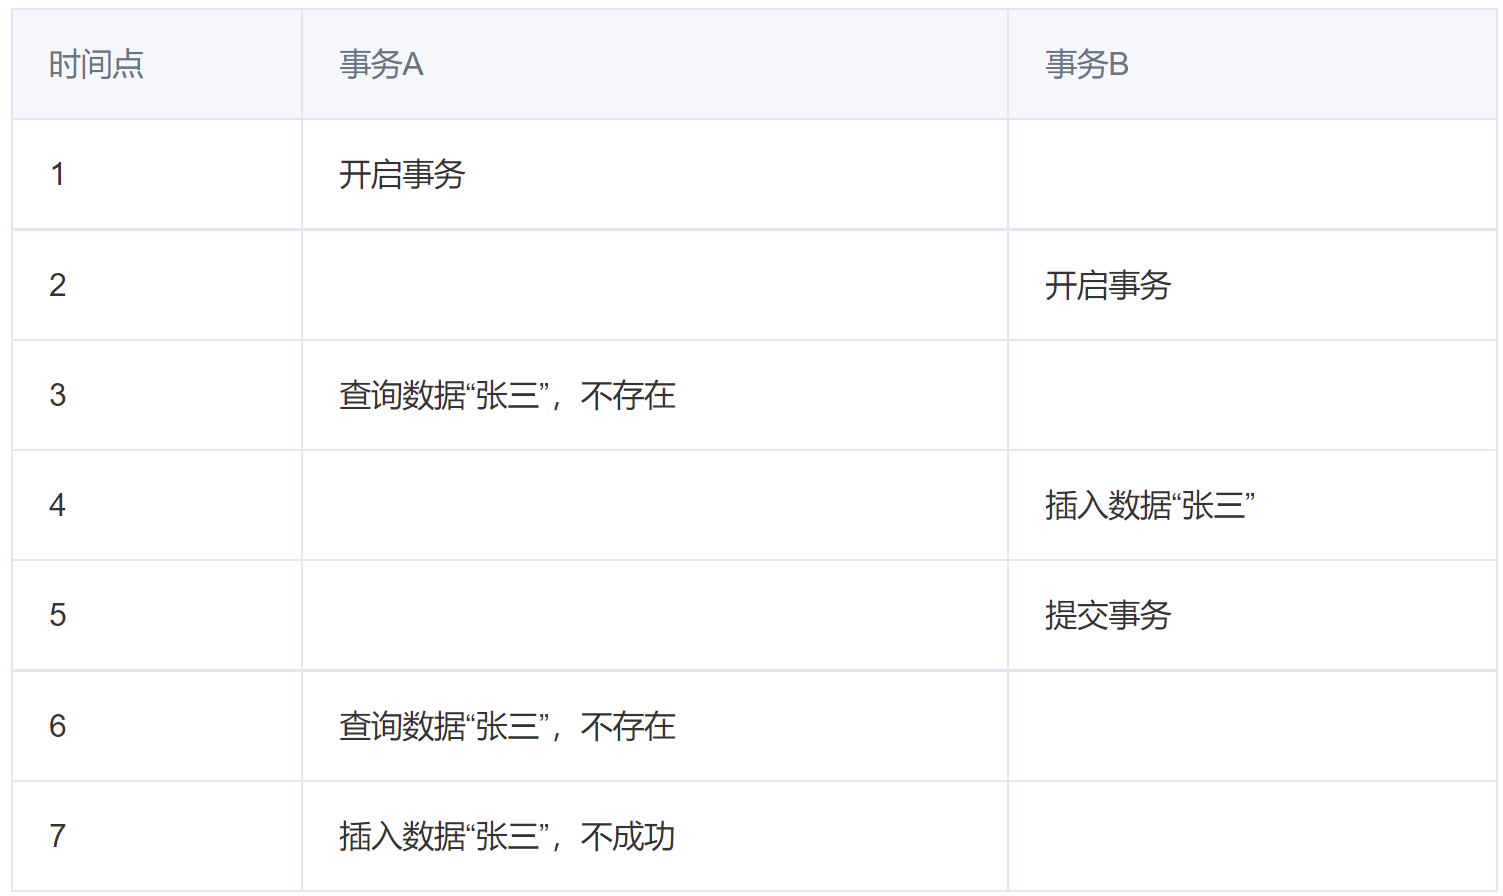 时间点 事务A 事务B
1 开启事务
2 开启事务
3 查询数据“张三”，不存在
4 插入数据“张三”
5 提交事务
6 查询数据“张三”，不存在
7 插入数据“张三”，不成功